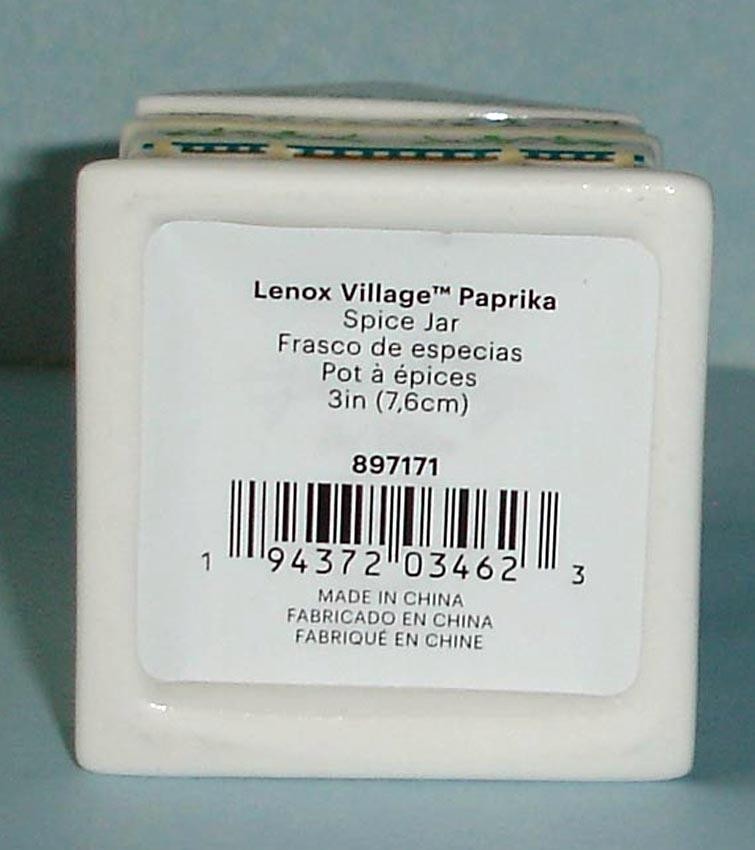 Lenox Village™ Paprika
Spice Jar
Frasco de especias
Pot à épices
3in (7,6cm)
897171
1 94372 03462 3
MADE IN CHINA
FABRICADO EN CHINA
FABRIQUÉ EN CHINE